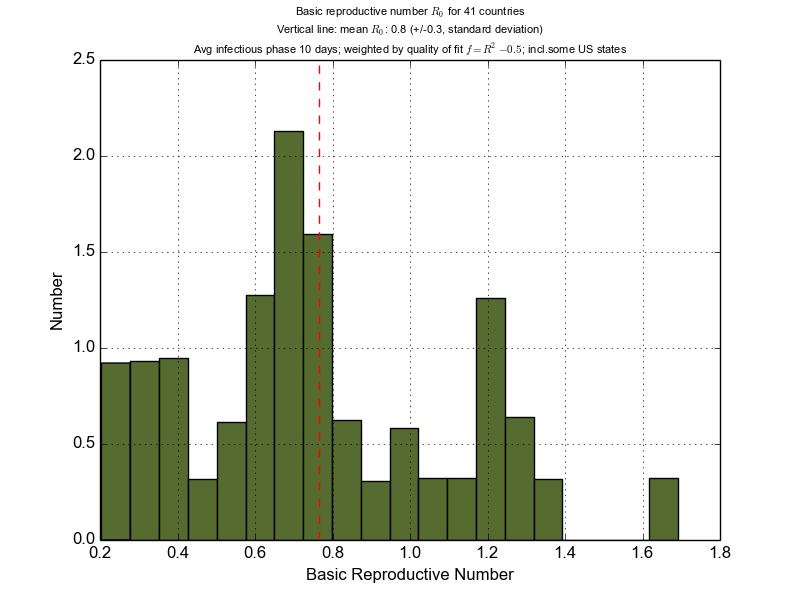 Basic reproductive number R₀ for 41 countries
Vertical line: mean R₀: 0.8 (+/-0.3, standard deviation)
Avg infectious phase 10 days; weighted by quality of fit f=R² −0.5; incl.some US states
2.5
2.0
1.5
1.0
0.5
0.0
Number
0.2 0.4 0.6 0.8 1.0 1.2 1.4 1.6 1.8
Basic Reproductive Number